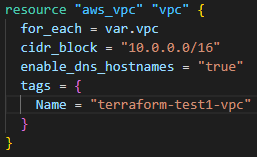 resource "aws_vpc" "vpc" {
  for_each = var.vpc
  cidr_block = "10.0.0.0/16"
  enable_dns_hostnames = "true"
  tags = {
    Name = "terraform-test1-vpc"
  }
}